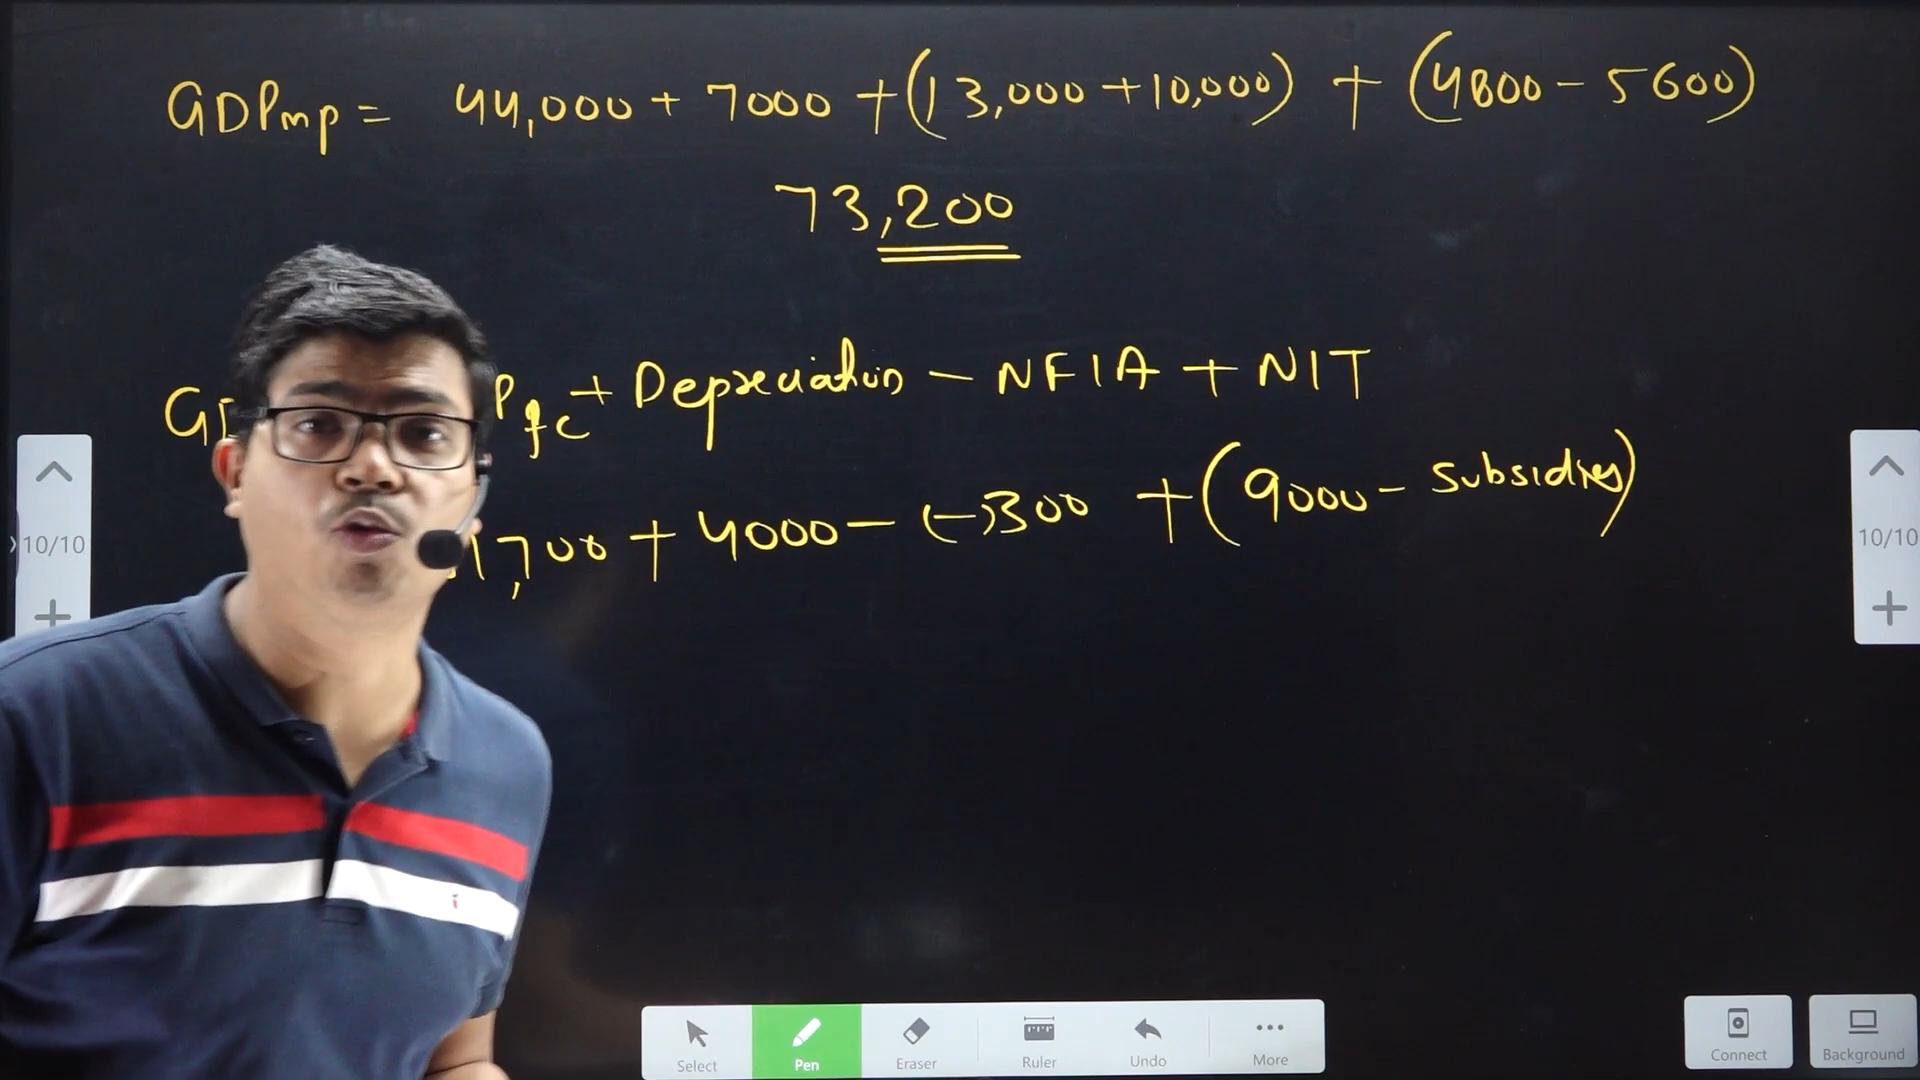 GDPmp = 44,000 + 7000 + (13,000 + 10,000) + (4800 - 5600)
73,200
Pfc + Depreciation - NFIA + NIT
1,700 + 4000 - (-)300 + (9000 - subsidies)
10/10
10/10
Select
Pen
Eraser
Ruler
Undo
More
Connect
Background